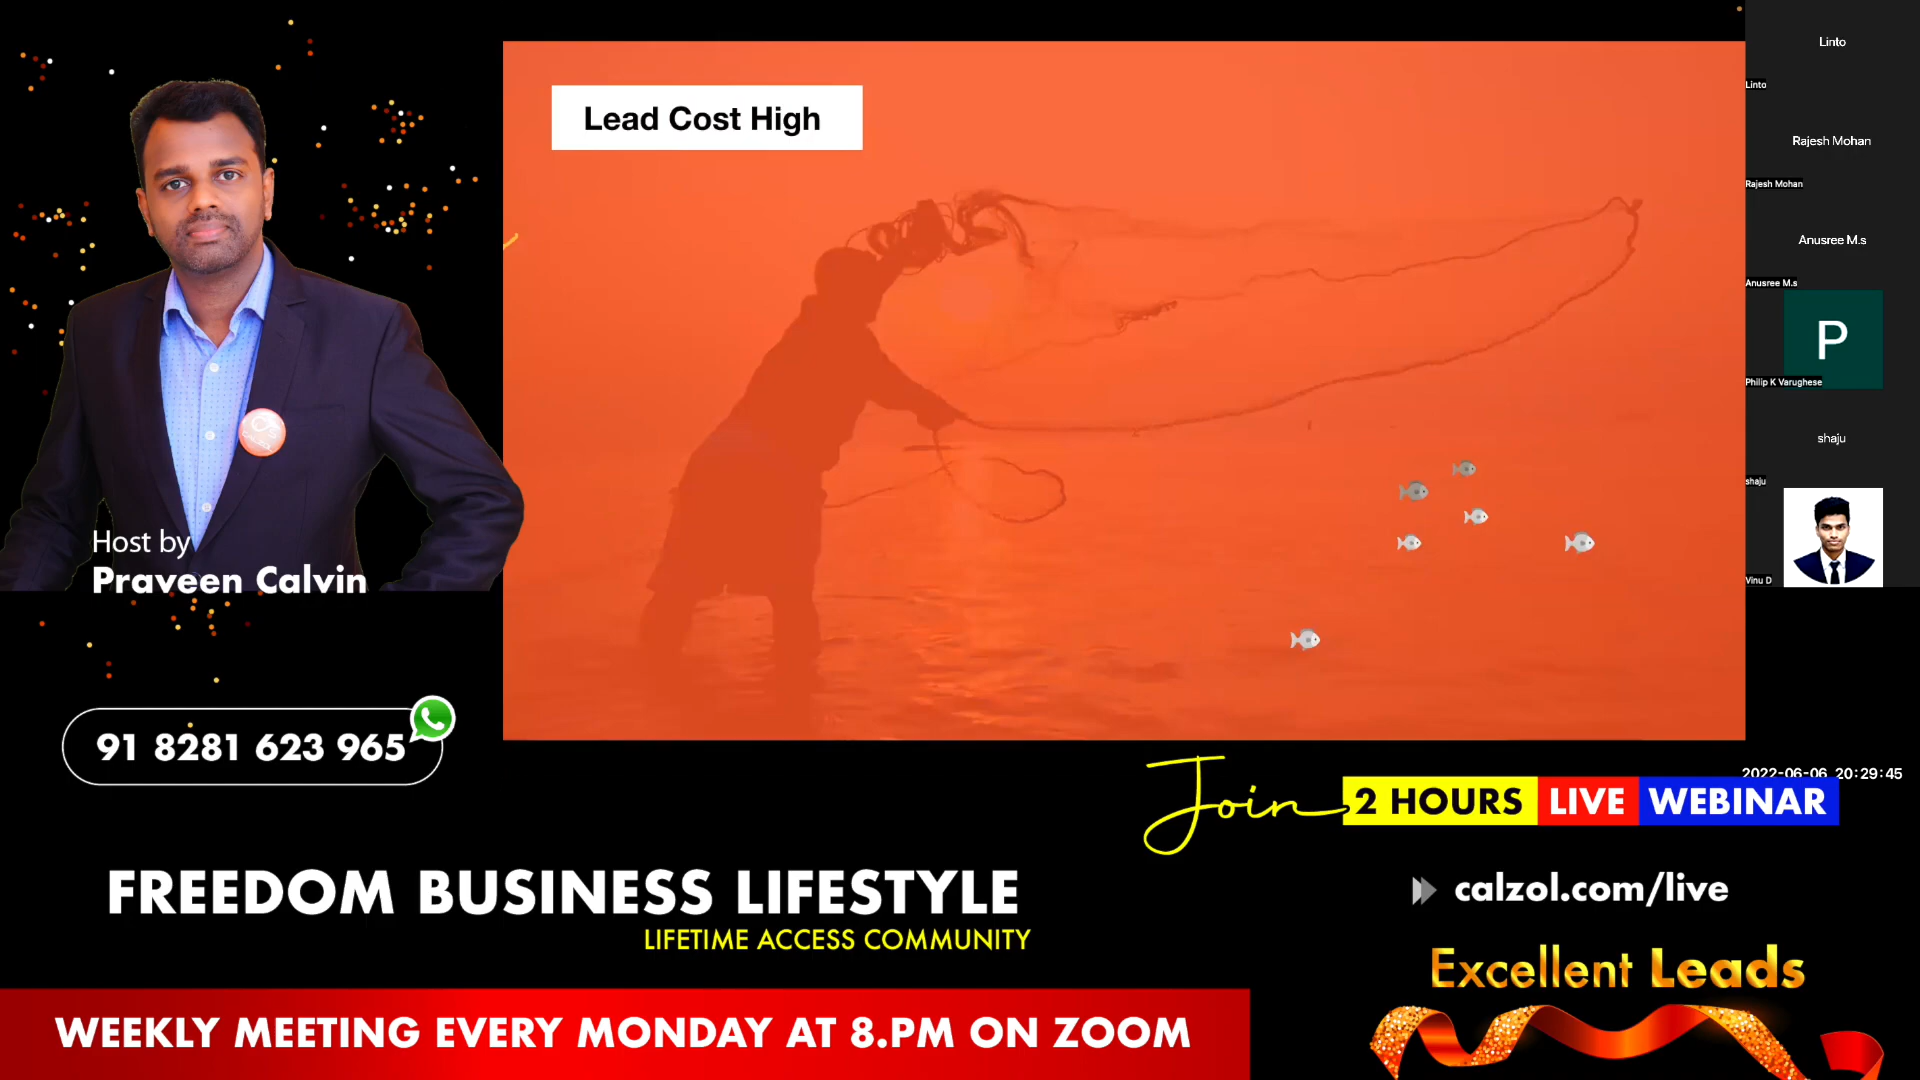 Lead Cost High
Host by
Praveen Calvin
91 8281 623 965
Linto
Linto
Rajesh Mohan
Rajesh Mohan
Anusree M.s
Anusree M.s
P
Philip K Varughese
shaju
shaju
Vinu D
2022-06-06 20:29:45
Join 2 HOURS LIVE WEBINAR
FREEDOM BUSINESS LIFESTYLE
LIFETIME ACCESS COMMUNITY
calzol.com/live
Excellent Leads
WEEKLY MEETING EVERY MONDAY AT 8.PM ON ZOOM